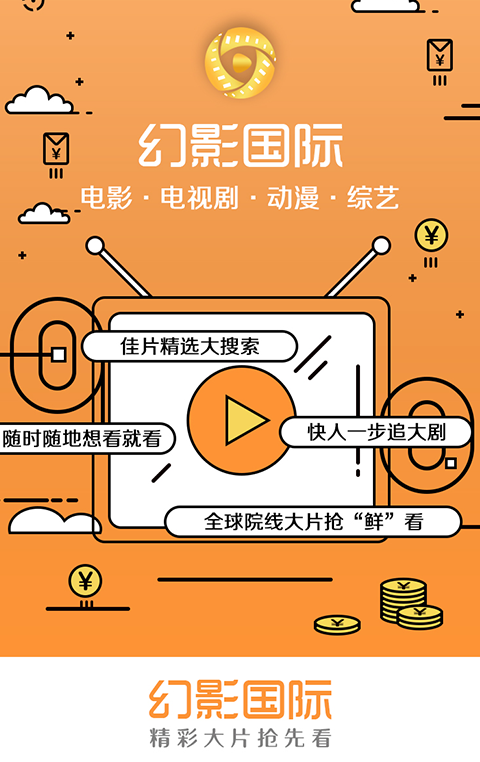 ¥
¥
幻影国际
电影·电视剧·动漫·综艺
¥
佳片精选大搜索
快人一步追大剧
随时随地想看就看
全球院线大片抢“鲜”看
¥
¥
¥
¥
幻影国际
精彩大片抢先看